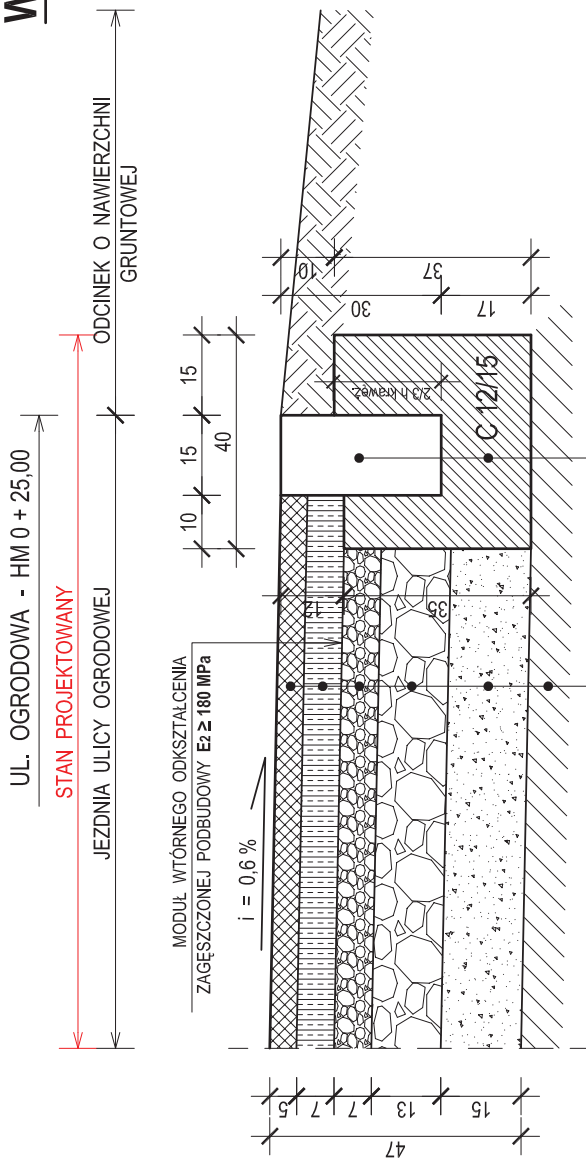 W
UL. OGRODOWA - HM 0 + 25,00
STAN PROJEKTOWANY
JEZDNIA ULICY OGRODOWEJ
ODCINEK O NAWIERZCHNI
GRUNTOWEJ
10
15
15
40
MODUŁ WTÓRNEGO ODKSZTAŁCENIA
ZAGĘSZCZONEJ PODBUDOWY E2 ≥ 180 MPa
i = 0,6 %
12
35
2/3 h krawęż.
C 12/15
10
30
37
17
5
7
7
13
15
47